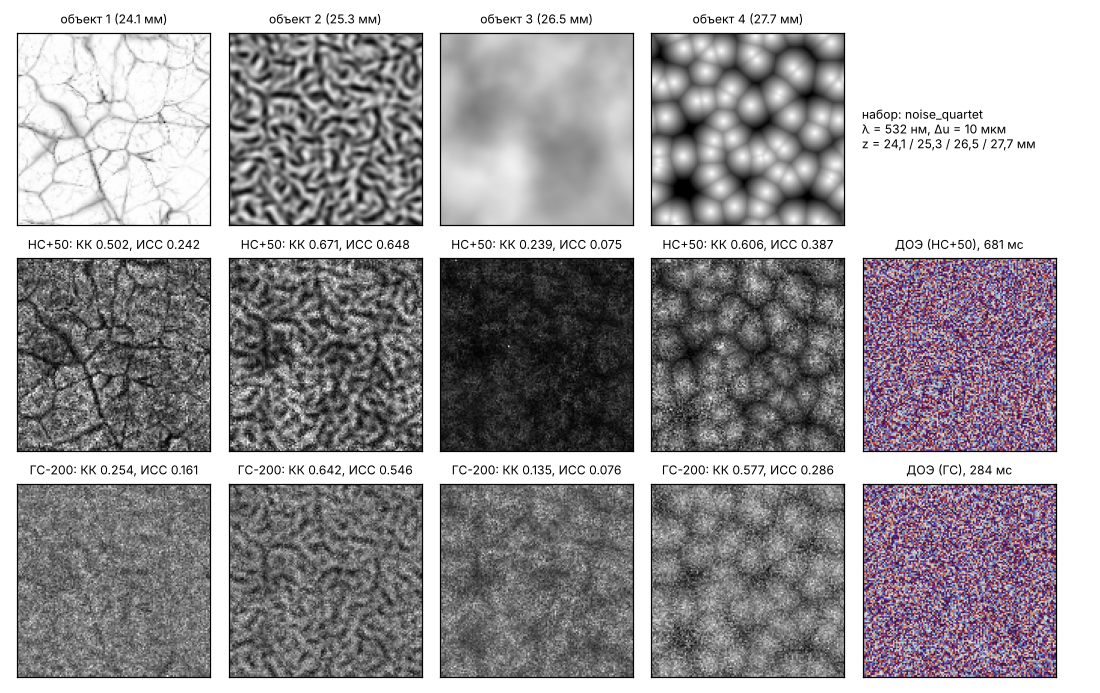 объект 1 (24.1 мм)
объект 2 (25.3 мм)
объект 3 (26.5 мм)
объект 4 (27.7 мм)
набор: noise_quartet
λ = 532 нм, Δu = 10 мкм
z = 24,1 / 25,3 / 26,5 / 27,7 мм
НС+50: КК 0.502, ИСС 0.242
НС+50: КК 0.671, ИСС 0.648
НС+50: КК 0.239, ИСС 0.075
НС+50: КК 0.606, ИСС 0.387
ДОЭ (НС+50), 681 мс
ГС-200: КК 0.254, ИСС 0.161
ГС-200: КК 0.642, ИСС 0.546
ГС-200: КК 0.135, ИСС 0.076
ГС-200: КК 0.577, ИСС 0.286
ДОЭ (ГС), 284 мс